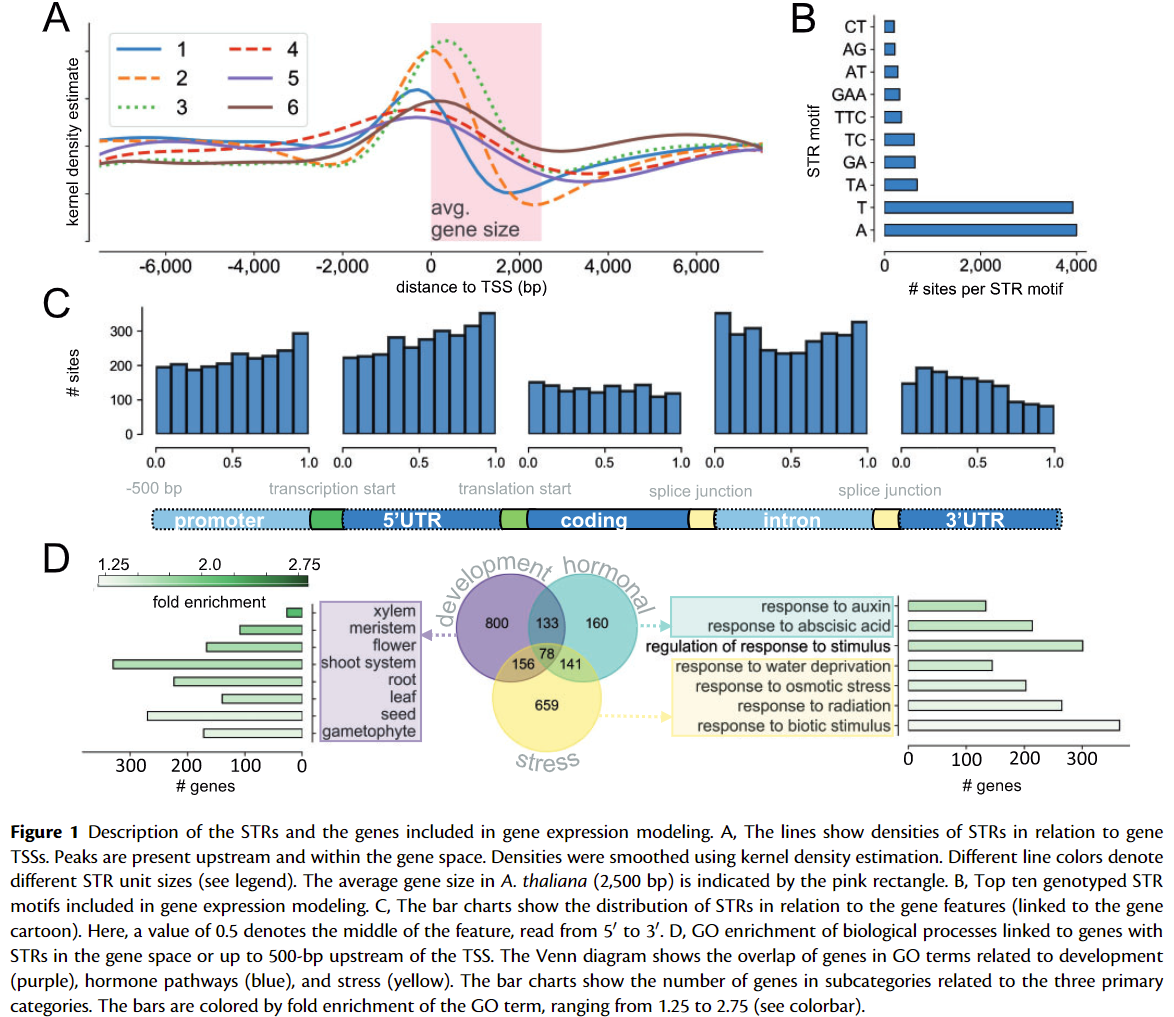 A
kernel density estimate
1 4
2 5
3 6
avg.
gene size
-6,000 -4,000 -2,000 0 2,000 4,000 6,000
distance to TSS (bp)
B
STR motif
CT
AG
AT
GAA
TTC
TC
GA
TA
T
A
0 2,000 4,000
# sites per STR motif
C
# sites
300
200
100
0
0.0 0.5 1.0 0.0 0.5 1.0 0.0 0.5 1.0 0.0 0.5 1.0 0.0 0.5 1.0
-500 bp transcription start translation start splice junction splice junction
promoter 5'UTR coding intron 3'UTR
D
1.25 2.0 2.75
fold enrichment
xylem
meristem
flower
shoot system
root
leaf
seed
gametophyte
300 200 100 0
# genes
development hormonal
800 133 160
78
156 141
659
stress
response to auxin
response to abscisic acid
regulation of response to stimulus
response to water deprivation
response to osmotic stress
response to radiation
response to biotic stimulus
0 100 200 300
# genes
Figure 1 Description of the STRs and the genes included in gene expression modeling. A, The lines show densities of STRs in relation to gene
TSSs. Peaks are present upstream and within the gene space. Densities were smoothed using kernel density estimation. Different line colors denote
different STR unit sizes (see legend). The average gene size in A. thaliana (2,500 bp) is indicated by the pink rectangle. B, Top ten genotyped STR
motifs included in gene expression modeling. C, The bar charts show the distribution of STRs in relation to the gene features (linked to the gene
cartoon). Here, a value of 0.5 denotes the middle of the feature, read from 5′ to 3′. D, GO enrichment of biological processes linked to genes with
STRs in the gene space or up to 500-bp upstream of the TSS. The Venn diagram shows the overlap of genes in GO terms related to development
(purple), hormone pathways (blue), and stress (yellow). The bar charts show the number of genes in subcategories related to the three primary
categories. The bars are colored by fold enrichment of the GO term, ranging from 1.25 to 2.75 (see colorbar).